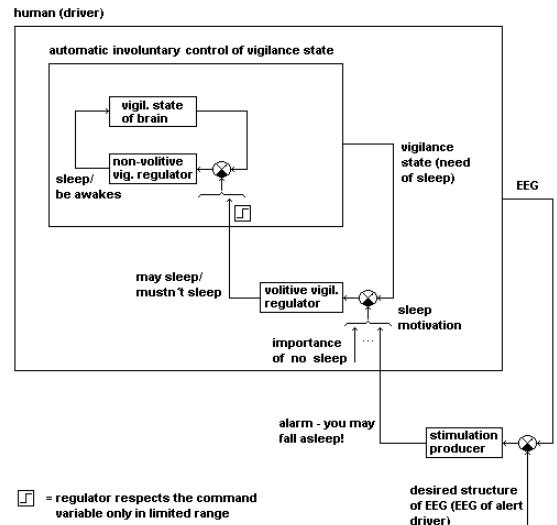 human (driver)
automatic involuntary control of vigilance state
vigil. state
of brain
non-volitive
vig. regulator
sleep/
be awakes
vigilance
state (need
of sleep)
EEG
may sleep/
mustn´t sleep
volitive vigil.
regulator
sleep
motivation
importance
of no sleep
...
alarm - you may
fall asleep!
stimulation
producer
= regulator respects the command
variable only in limited range
desired structure
of EEG (EEG of alert
driver)